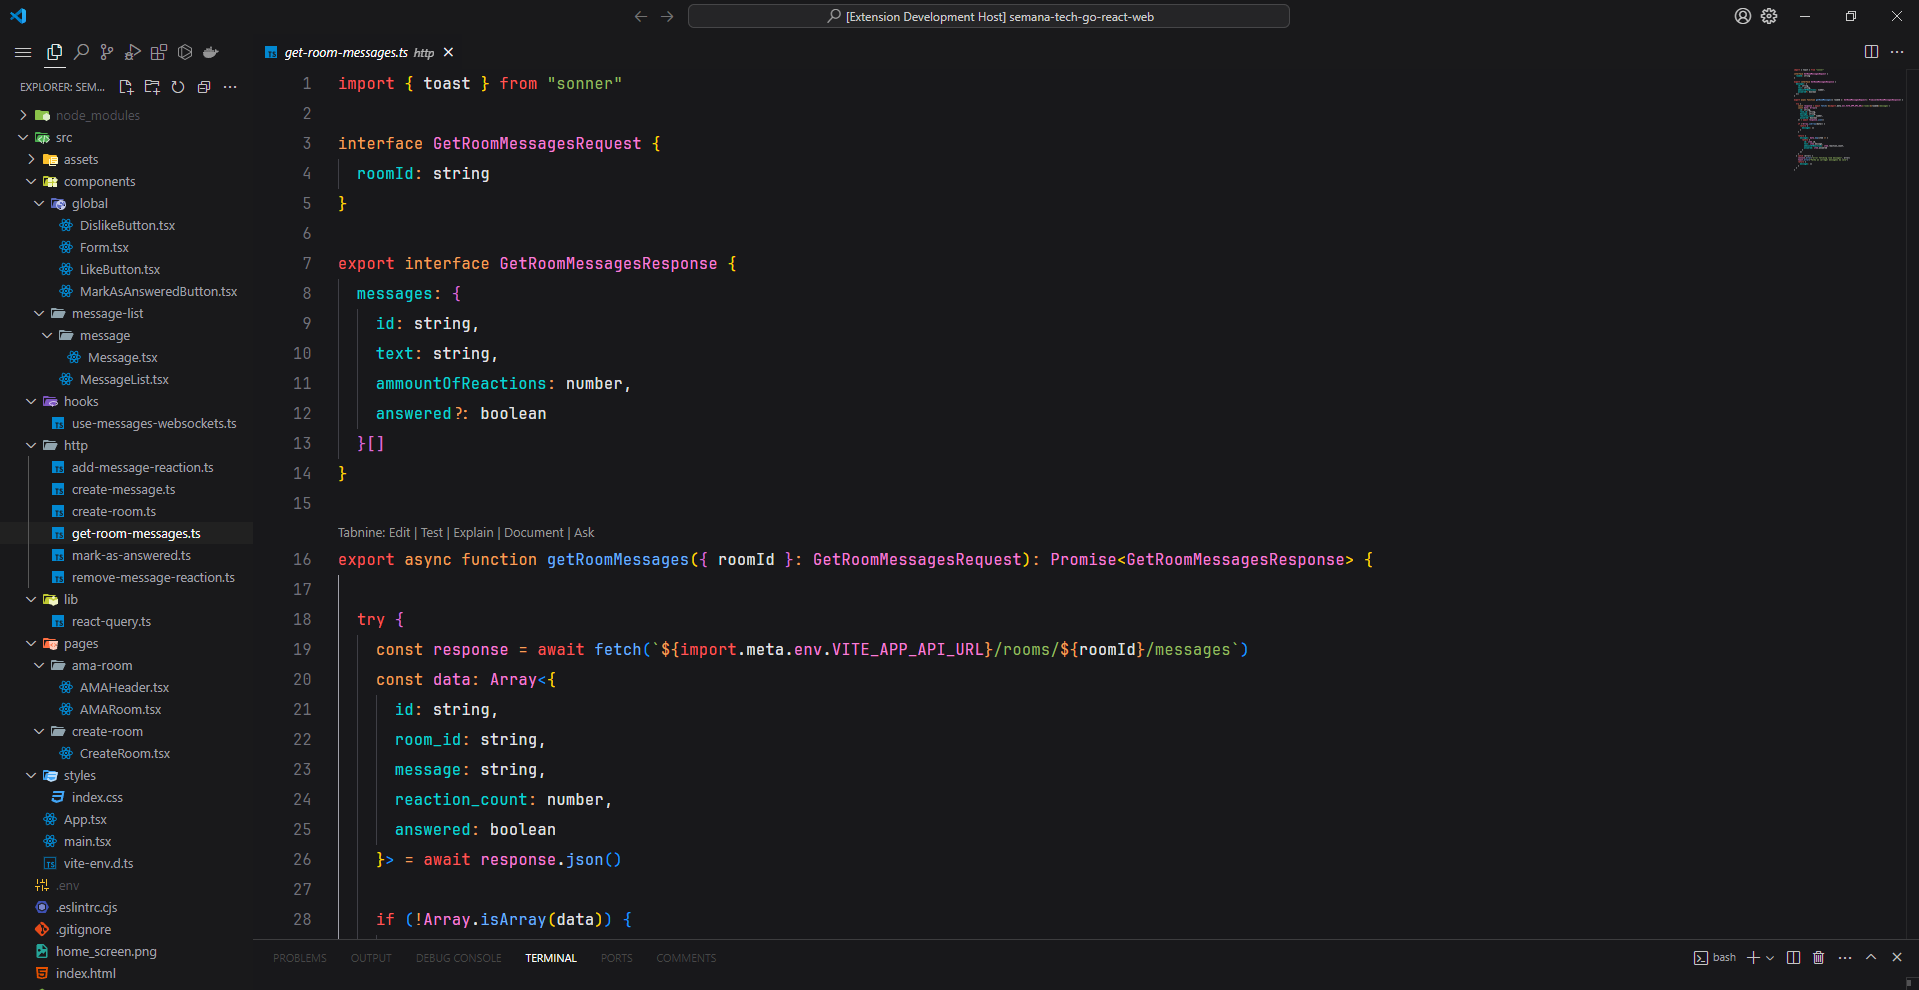 [Extension Development Host] semana-tech-go-react-web
EXPLORER: SEM...
node_modules
src
assets
components
global
DislikeButton.tsx
Form.tsx
LikeButton.tsx
MarkAsAnsweredButton.tsx
message-list
message
Message.tsx
MessageList.tsx
hooks
use-messages-websockets.ts
http
add-message-reaction.ts
create-message.ts
create-room.ts
get-room-messages.ts
mark-as-answered.ts
remove-message-reaction.ts
lib
react-query.ts
pages
ama-room
AMAHeader.tsx
AMARoom.tsx
create-room
CreateRoom.tsx
styles
index.css
App.tsx
main.tsx
vite-env.d.ts
.env
.eslintrc.cjs
.gitignore
home_screen.png
index.html
get-room-messages.ts http
1 import { toast } from "sonner"
2
3 interface GetRoomMessagesRequest {
4 roomId: string
5 }
6
7 export interface GetRoomMessagesResponse {
8 messages: {
9 id: string,
10 text: string,
11 ammountOfReactions: number,
12 answered?: boolean
13 }[]
14 }
15
Tabnine: Edit | Test | Explain | Document | Ask
16 export async function getRoomMessages({ roomId }: GetRoomMessagesRequest): Promise<GetRoomMessagesResponse> {
17
18 try {
19 const response = await fetch(`${import.meta.env.VITE_APP_API_URL}/rooms/${roomId}/messages`)
20 const data: Array<{
21 id: string,
22 room_id: string,
23 message: string,
24 reaction_count: number,
25 answered: boolean
26 }> = await response.json()
27
28 if (!Array.isArray(data)) {
PROBLEMS OUTPUT DEBUG CONSOLE TERMINAL PORTS COMMENTS
bash